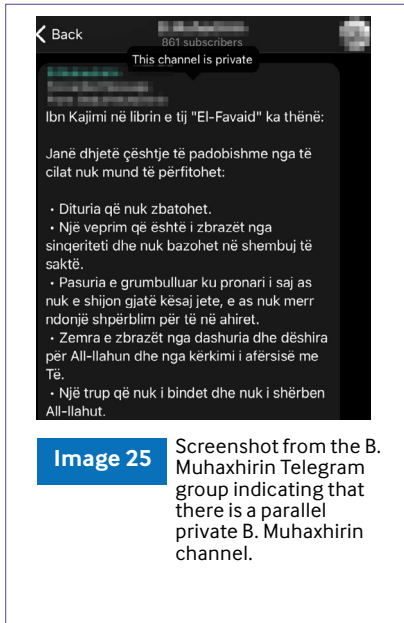 Back
861 subscribers
This channel is private
Ibn Kajimi në librin e tij "El-Favaid" ka thënë:
Janë dhjetë çështje të padobishme nga të
cilat nuk mund të përfitohet:
• Dituria që nuk zbatohet.
• Një veprim që është i zbrazët nga
sinqeriteti dhe nuk bazohet në shembuj të
saktë.
• Pasuria e grumbulluar ku pronari i saj as
nuk e shijon gjatë kësaj jete, e as nuk merr
ndonjë shpërblim për të në ahiret.
• Zemra e zbrazët nga dashuria dhe dëshira
për All-llahun dhe nga kërkimi i afërsisë me
Të.
• Një trup që nuk i bindet dhe nuk i shërben
All-llahut.
Image 25
Screenshot from the B.
Muhaxhirin Telegram
group indicating that
there is a parallel
private B. Muhaxhirin
channel.